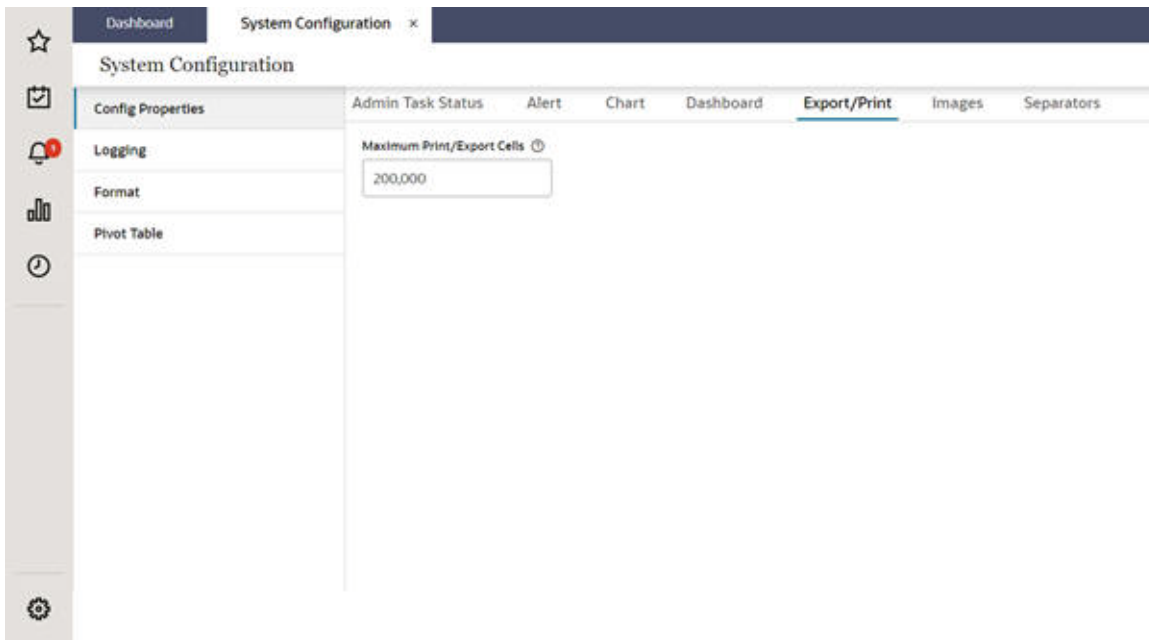 Dashboard System Configuration ×
System Configuration
Config Properties
Logging
Format
Pivot Table
Admin Task Status Alert Chart Dashboard Export/Print Images Separators
Maximum Print/Export Cells
200,000